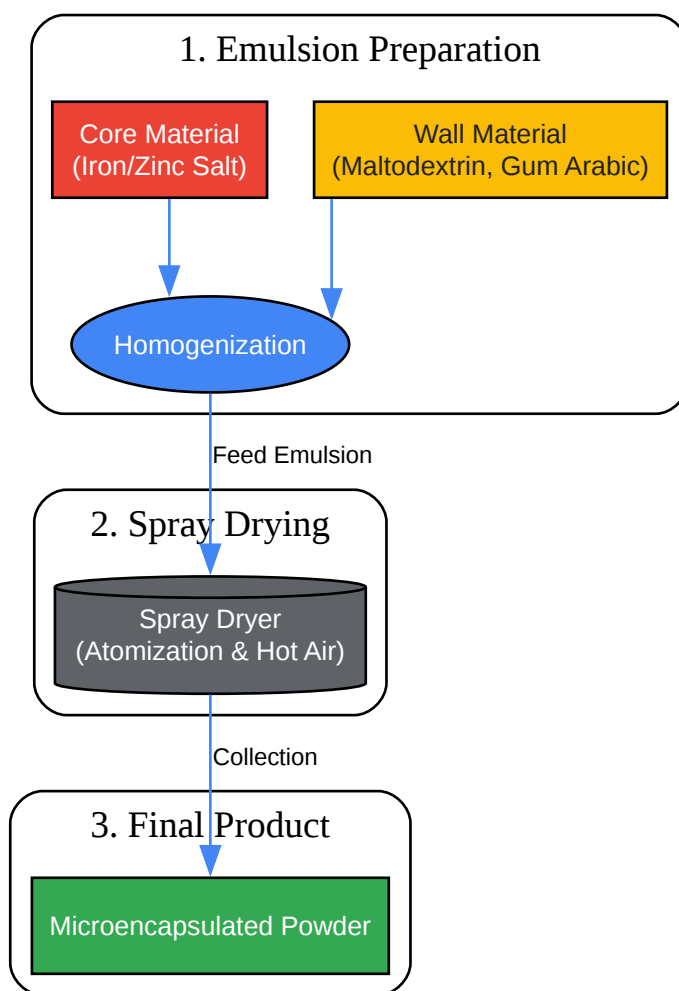 1. Emulsion Preparation
Core Material
(Iron/Zinc Salt)
Wall Material
(Maltodextrin, Gum Arabic)
Homogenization
Feed Emulsion
2. Spray Drying
Spray Dryer
(Atomization & Hot Air)
Collection
3. Final Product
Microencapsulated Powder